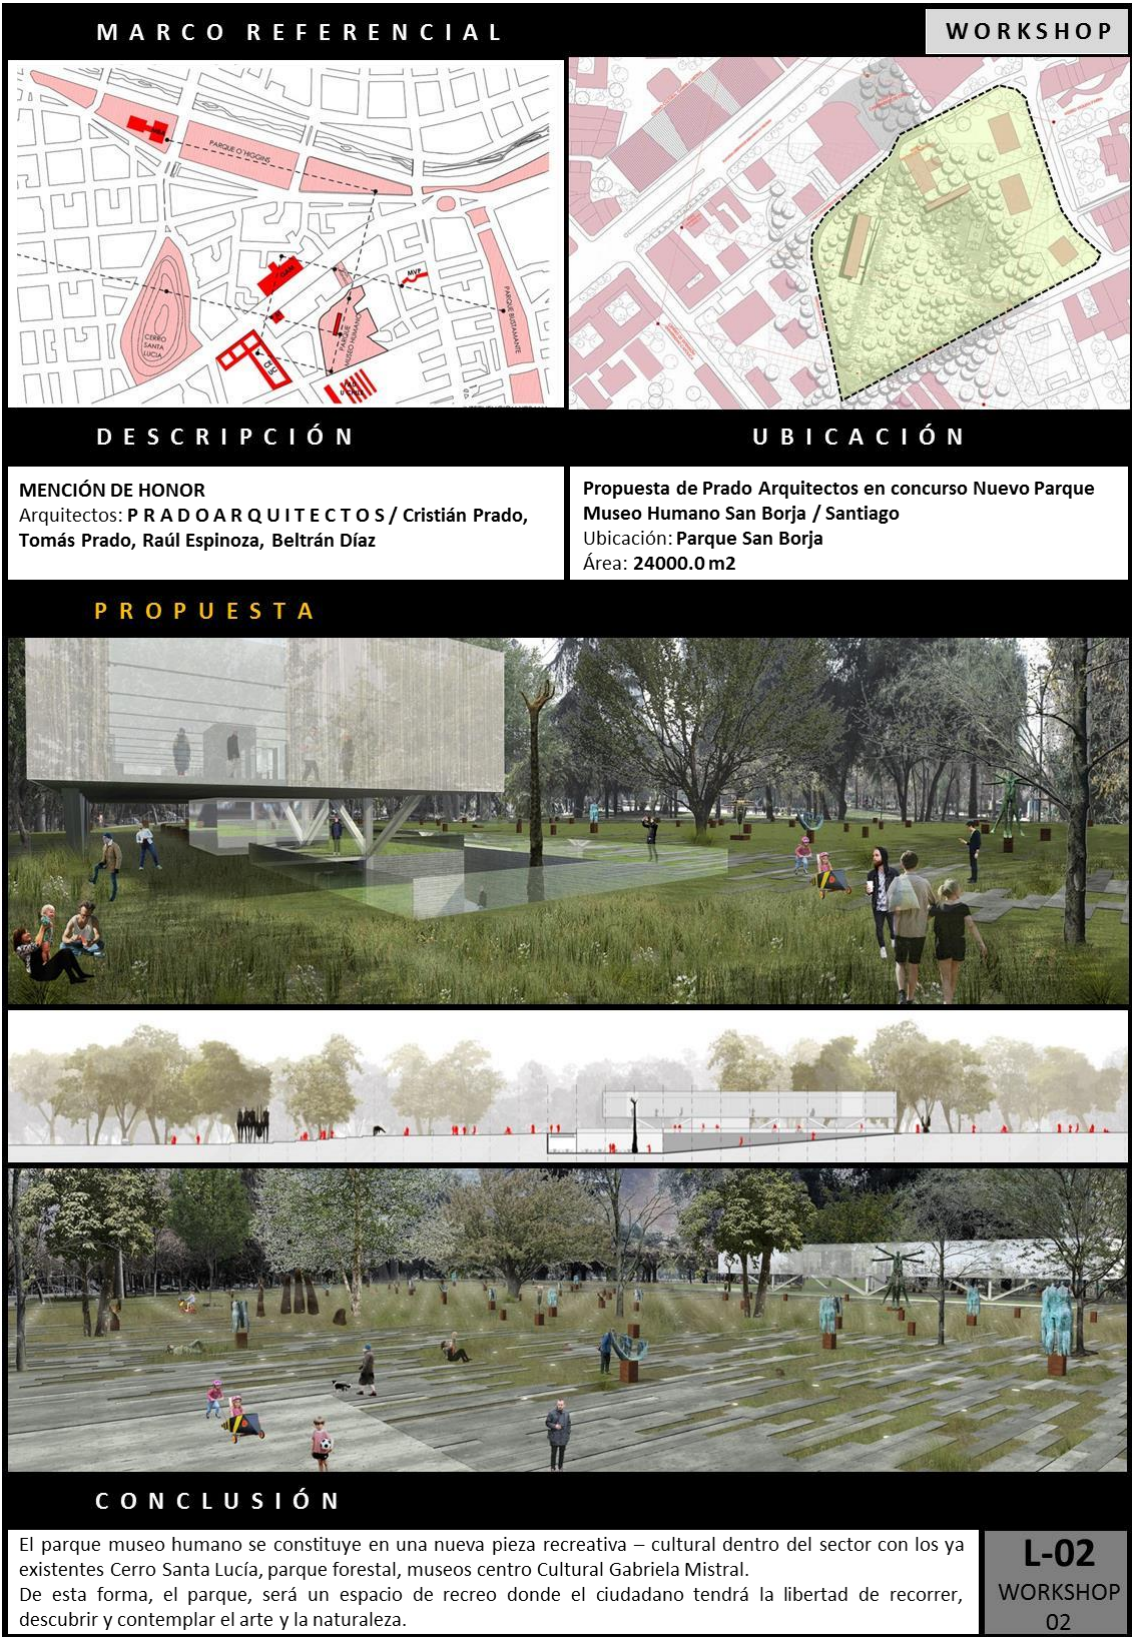 MARCO REFERENCIAL
WORKSHOP
PARQUE O'HIGGINS
CERRO
SANTA
LUCIA
GAM
MVP
PARQUE
MUSEO HUMANO
PARQUE BUSTAMANTE
DESCRIPCIÓN
UBICACIÓN
MENCIÓN DE HONOR
Arquitectos: P R A D O A R Q U I T E C T O S / Cristián Prado,
Tomás Prado, Raúl Espinoza, Beltrán Díaz
Propuesta de Prado Arquitectos en concurso Nuevo Parque
Museo Humano San Borja / Santiago
Ubicación: Parque San Borja
Área: 24000.0 m2
PROPUESTA
CONCLUSIÓN
El parque museo humano se constituye en una nueva pieza recreativa – cultural dentro del sector con los ya
existentes Cerro Santa Lucía, parque forestal, museos centro Cultural Gabriela Mistral.
De esta forma, el parque, será un espacio de recreo donde el ciudadano tendrá la libertad de recorrer,
descubrir y contemplar el arte y la naturaleza.
L-02
WORKSHOP
02